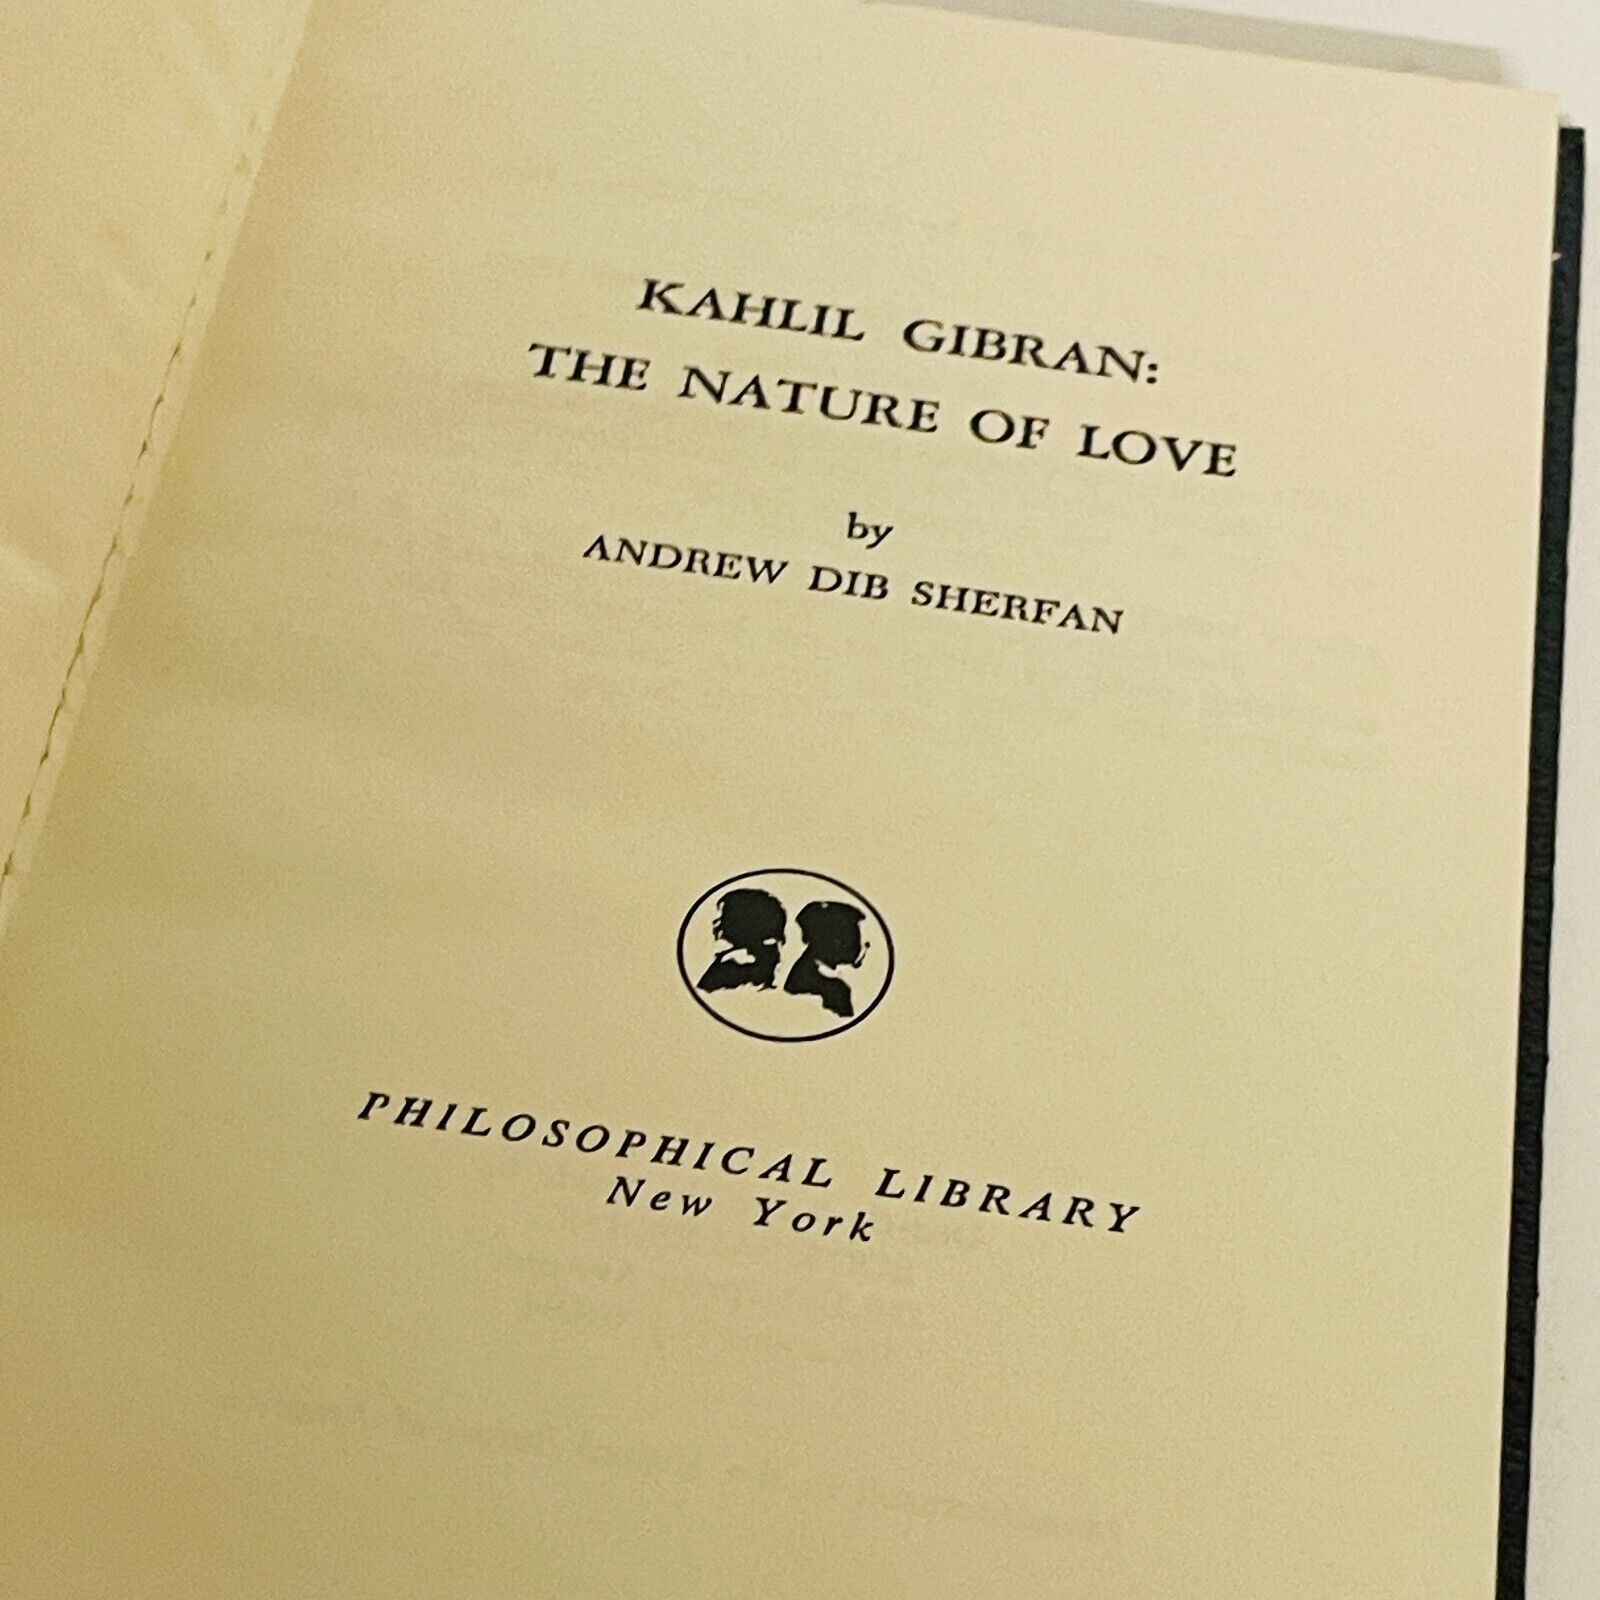 KAHLIL GIBRAN:
THE NATURE OF LOVE
by
ANDREW DIB SHERFAN
PHILOSOPHICAL LIBRARY
New York